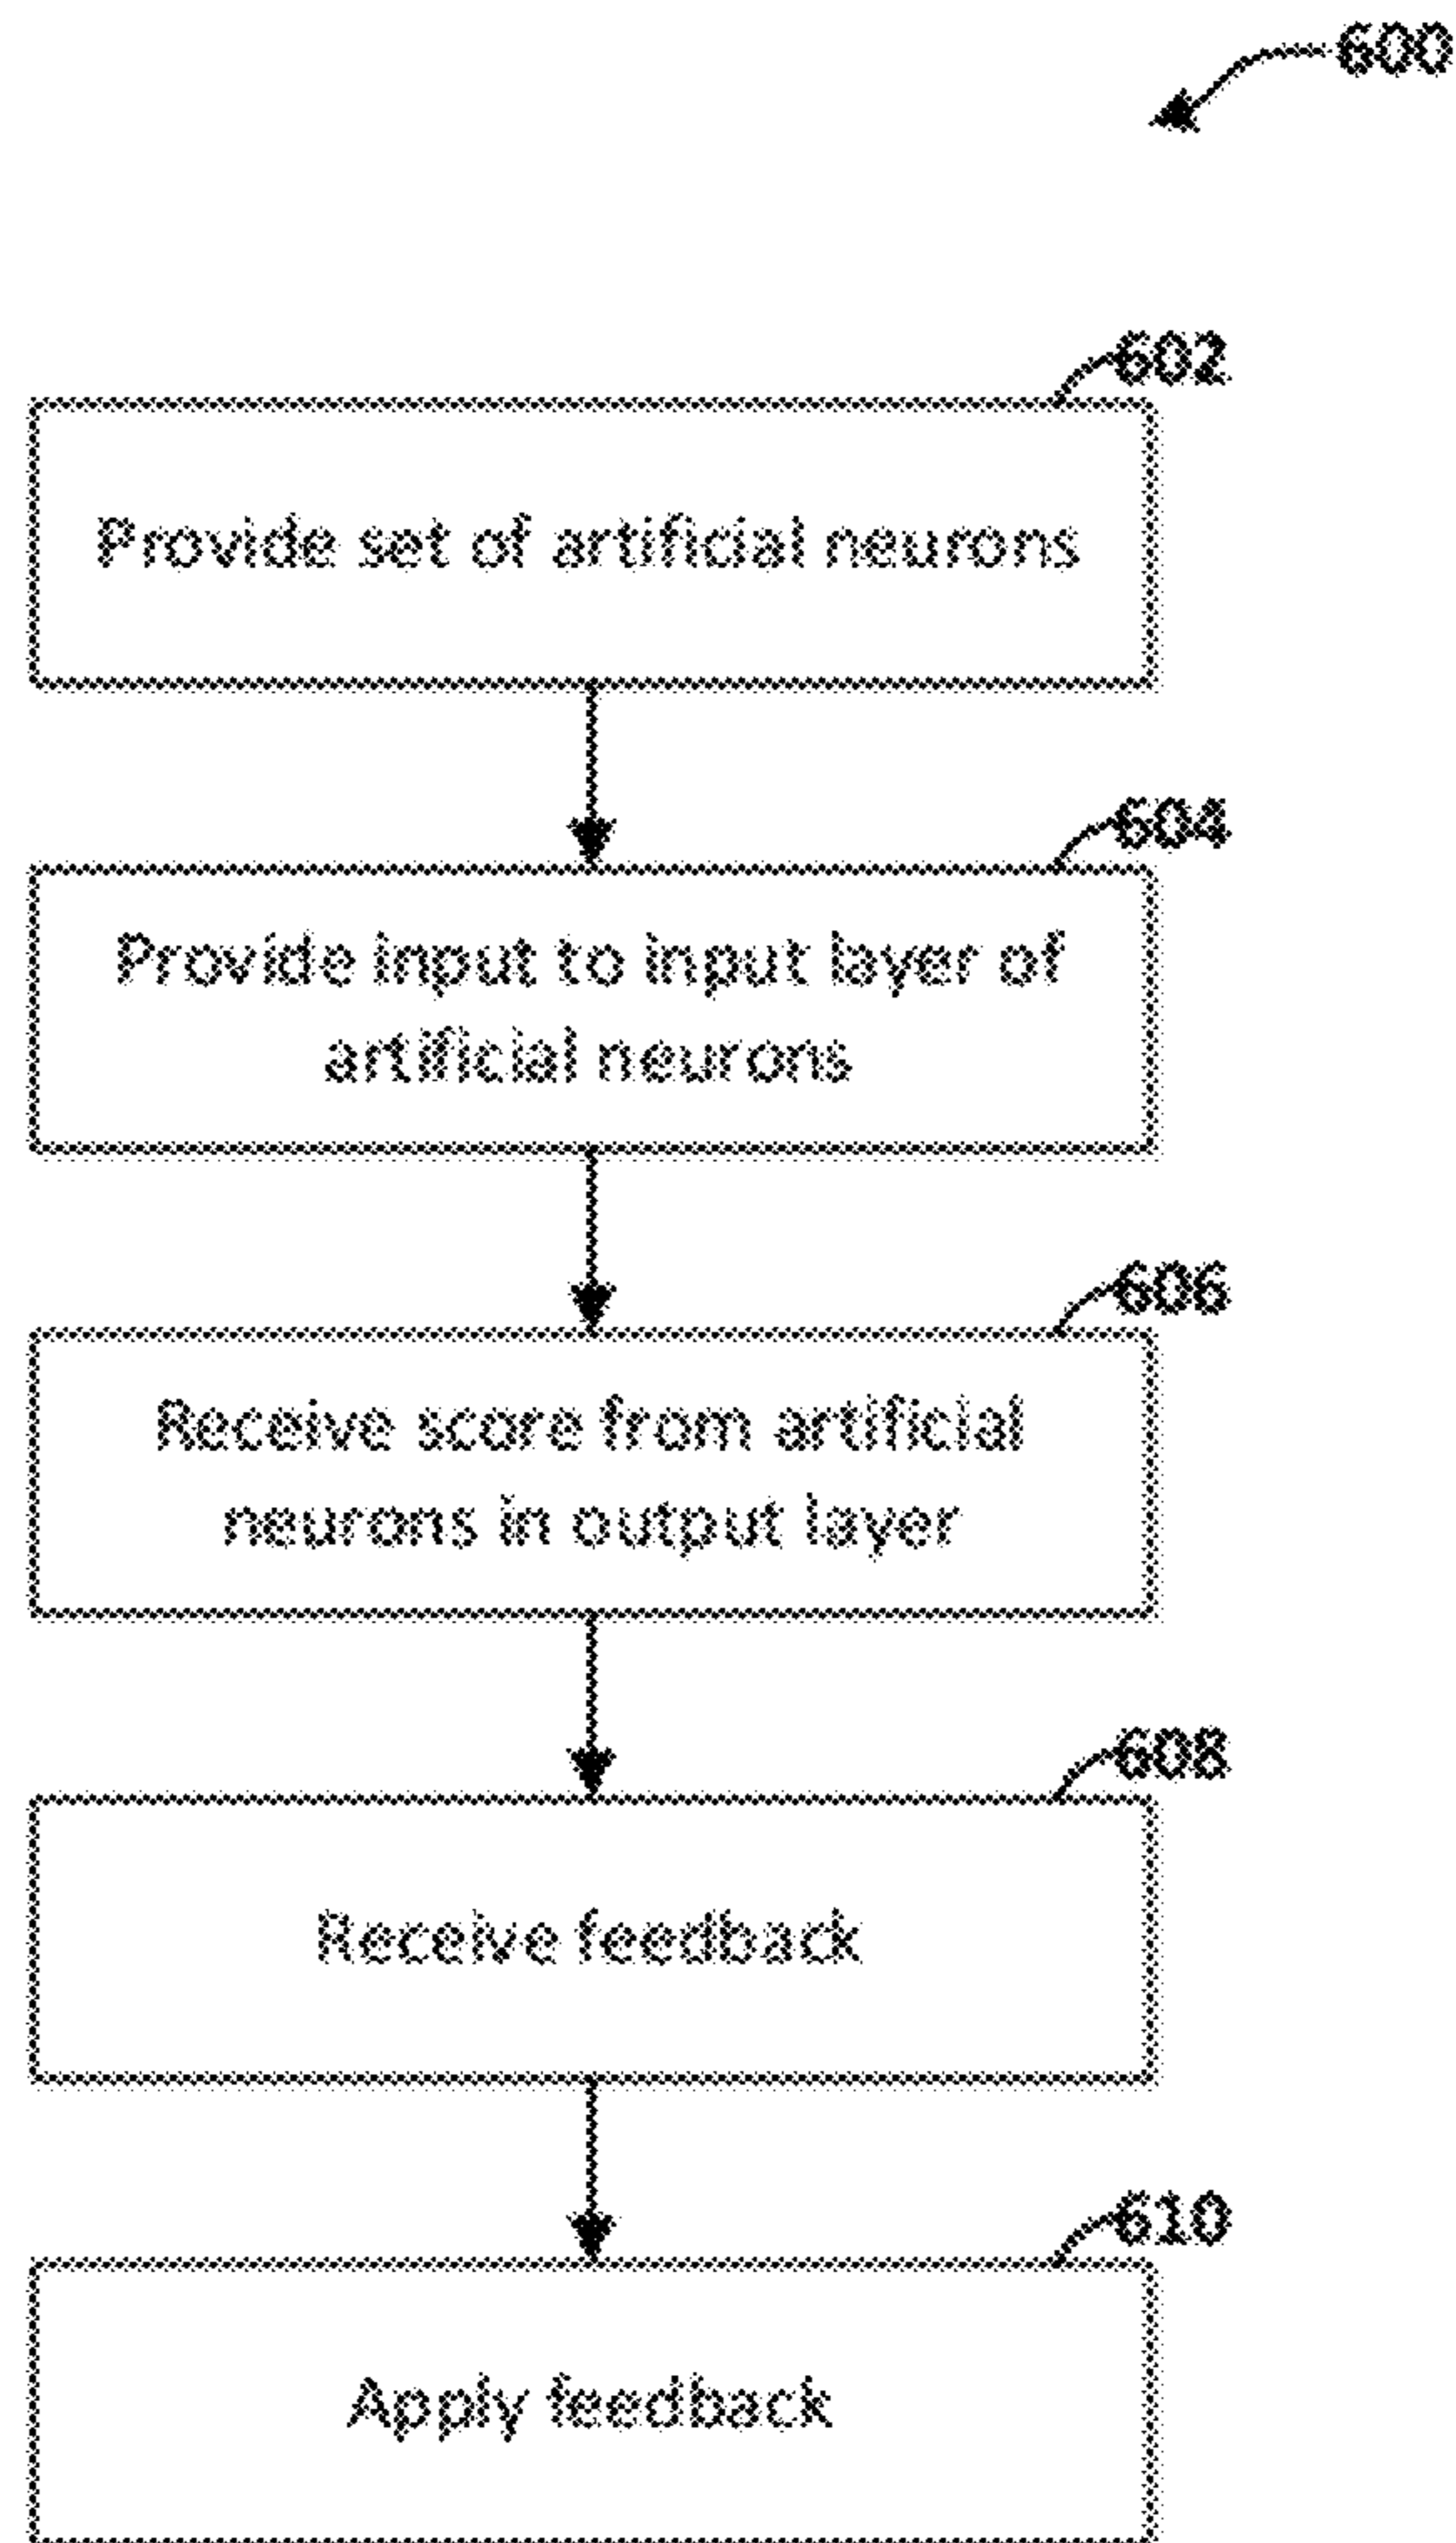 600
602
Provide set of artificial neurons
604
Provide input to input layer of
artificial neurons
606
Receive score from artificial
neurons in output layer
608
Receive feedback
610
Apply feedback